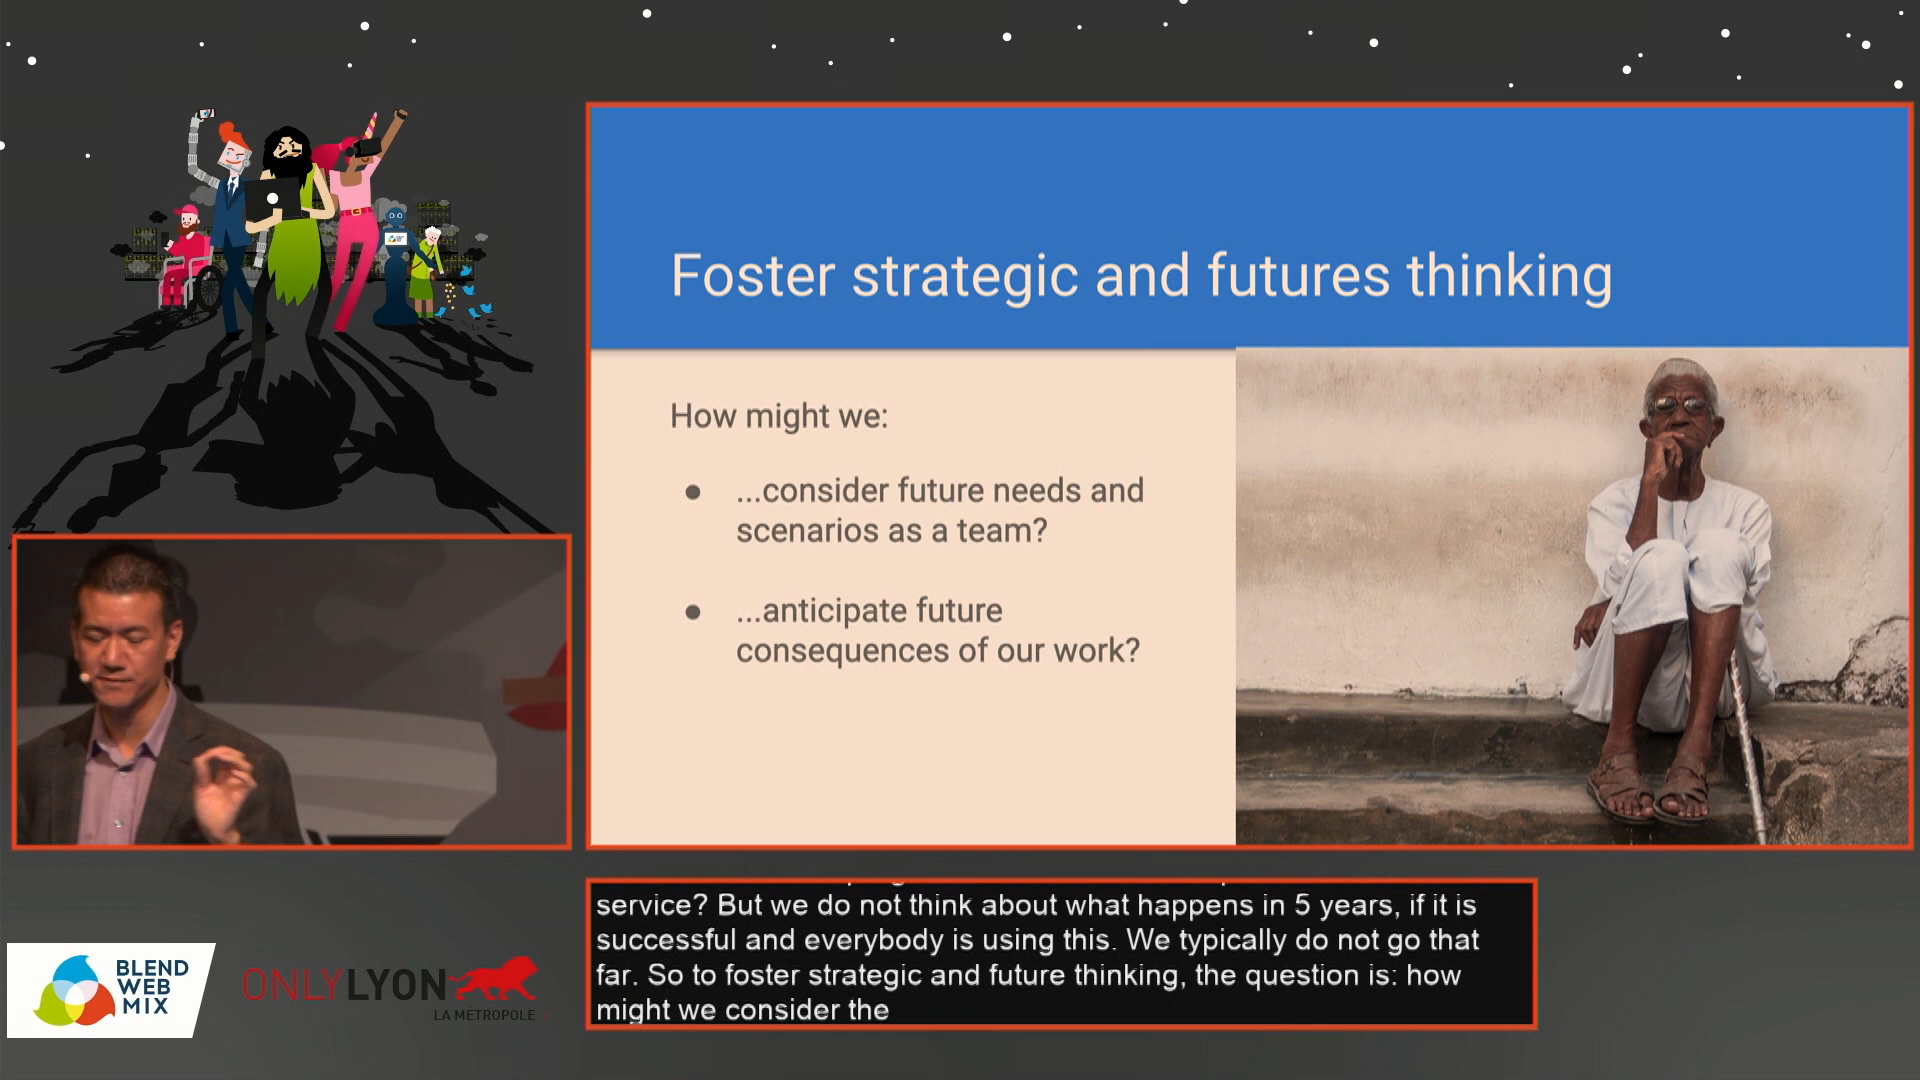 Foster strategic and futures thinking
How might we:
● ...consider future needs and
scenarios as a team?
● ...anticipate future
consequences of our work?
service? But we do not think about what happens in 5 years, if it is
successful and everybody is using this. We typically do not go that
far. So to foster strategic and future thinking, the question is: how
might we consider the
BLEND
WEB
MIX
ONLYLYON
LA MÉTROPOLE